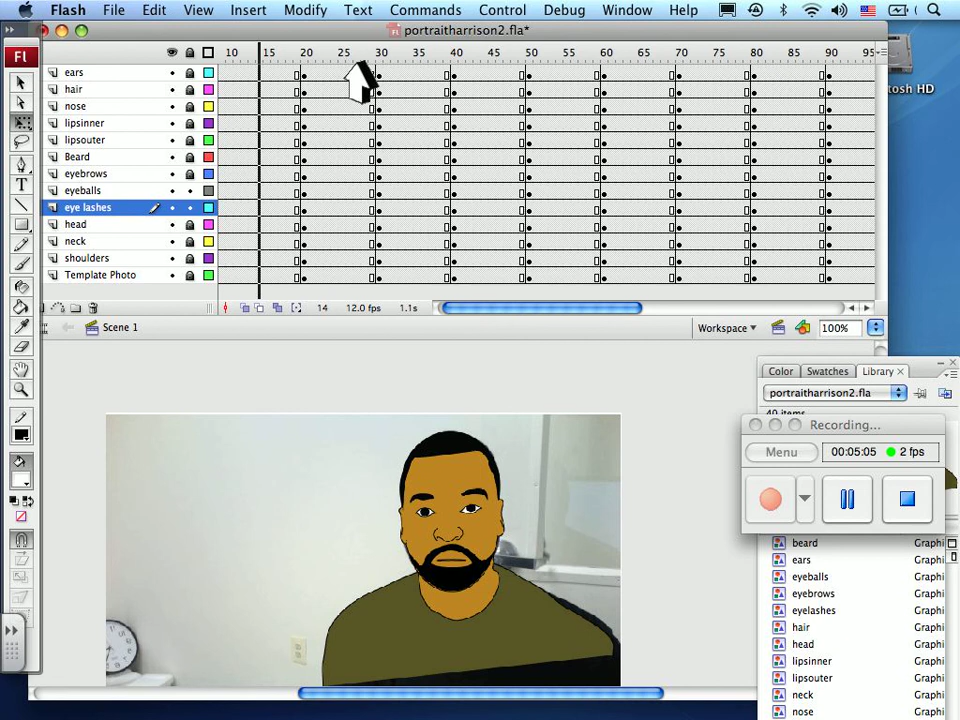 Flash File Edit View Insert Modify Text Commands Control Debug Window Help
portraitharrison2.fla*
Fl
10 15 20 25 30 35 40 45 50 55 60 65 70 75 80 85 90 95
ears
hair
nose
lipsinner
lipsouter
Beard
eyebrows
eyeballs
eye lashes
head
neck
shoulders
Template Photo
14 12.0 fps 1.1s
Scene 1
Workspace
100%
tosh HD
Color Swatches Library
portraitharrison2.fla
40 items
Recording...
Menu
00:05:05 2 fps
beard Graphi
ears Graphi
eyeballs Graphi
eyebrows Graphi
eyelashes Graphi
hair Graphi
head Graphi
lipsinner Graphi
lipsouter Graphi
neck Graphi
nose Graphi